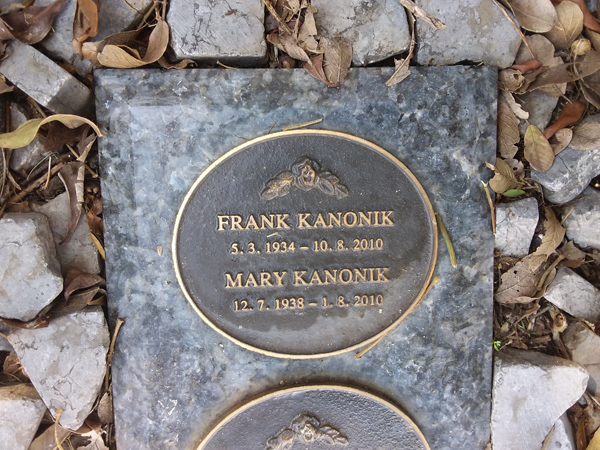 FRANK KANONIK
5. 3. 1934 – 10. 8. 2010
MARY KANONIK
12. 7. 1938 – 1. 8. 2010